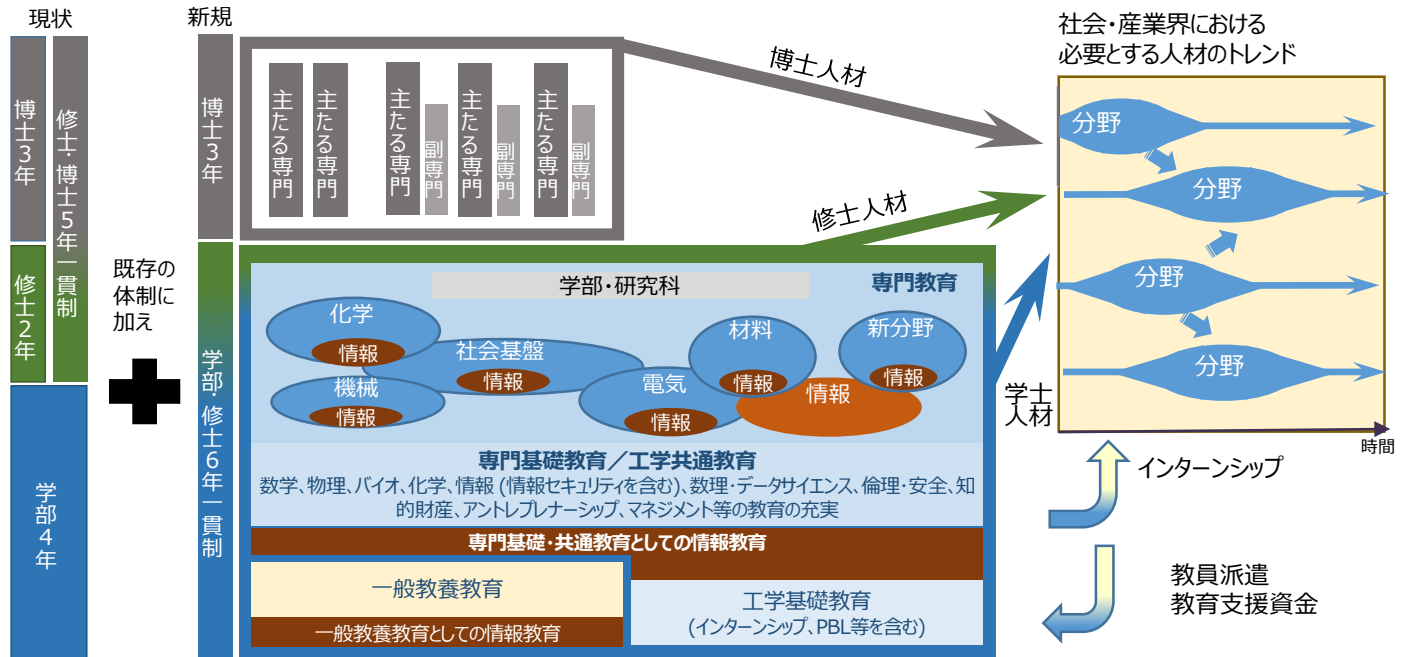 現状
新規
博士3年
修士・博士5年一貫制
修士2年
学部4年
既存の
体制に
加え
博士3年
学部・修士6年一貫制
主たる専門
主たる専門
主たる専門
副専門
主たる専門
副専門
主たる専門
副専門
博士人材
修士人材
学士
人材
学部・研究科
専門教育
化学
情報
機械
情報
社会基盤
情報
電気
情報
材料
情報
情報
新分野
情報
専門基礎教育／工学共通教育
数学、物理、バイオ、化学、情報 (情報セキュリティを含む)、数理・データサイエンス、倫理・安全、知
的財産、アントレプレナーシップ、マネジメント等の教育の充実
専門基礎・共通教育としての情報教育
一般教養教育
一般教養教育としての情報教育
工学基礎教育
(インターンシップ、PBL等を含む)
社会・産業界における
必要とする人材のトレンド
分野
分野
分野
分野
時間
インターンシップ
教員派遣
教育支援資金